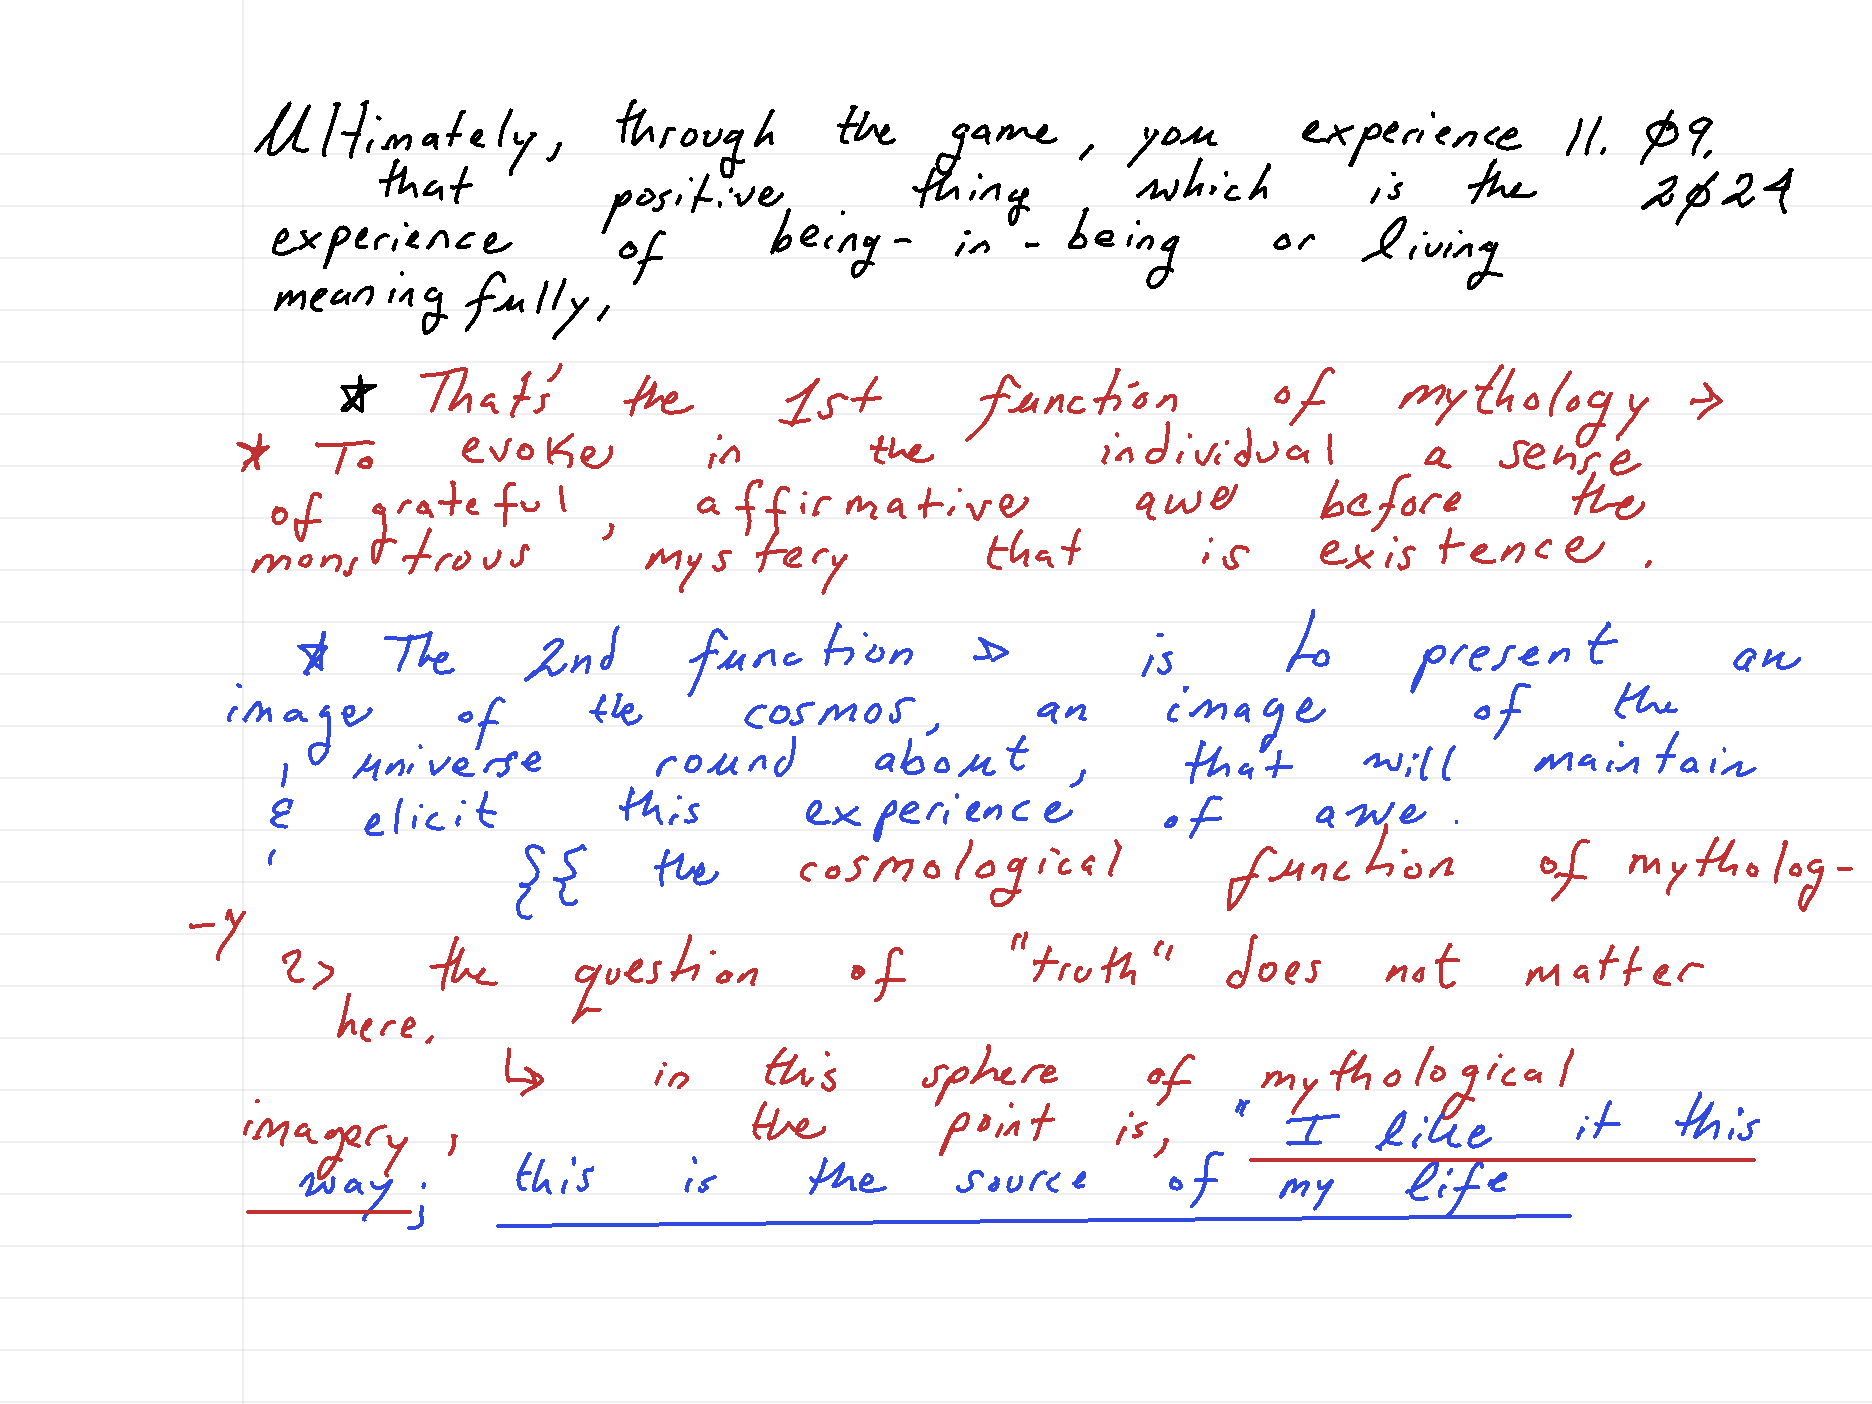 Ultimately, through the game, you experience 11. 09.
that positive thing which is the 2024
experience of being-in-being or living
meaningfully,
☆ That's the 1st function of mythology →
* To evoke in the individual a sense
of grateful, affirmative awe before the
monstrous mystery that is existence.
☆ The 2nd function → is to present an
image of the cosmos, an image of the
universe round about, that will maintain
& elicit this experience of awe.
{{ the cosmological function of mytholog-
-y
2> the question of "truth" does not matter
here.
↳ in this sphere of mythological
imagery, the point is, "I like it this
way; this is the source of my life